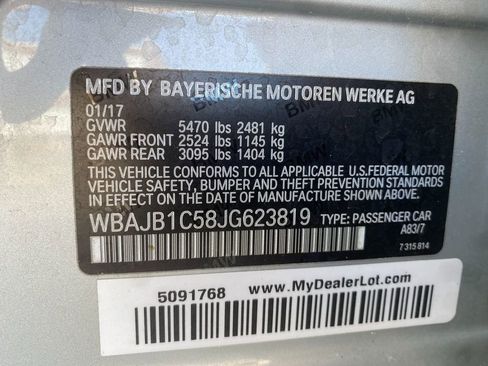 MFD BY BAYERISCHE MOTOREN WERKE AG
01/17
GVWR 5470 lbs 2481 kg
GAWR FRONT 2524 lbs 1145 kg
GAWR REAR 3095 lbs 1404 kg
THIS VEHICLE CONFORMS TO ALL APPLICABLE U.S.FEDERAL MOTOR
VEHICLE SAFETY, BUMPER AND THEFT PREVENTION STANDARDS
IN EFFECT ON THE DATE OF MANUFACTURE SHOWN ABOVE.
WBAJB1C58JG623819 TYPE: PASSENGER CAR
A83/7
7 315 814
5091768 www.MyDealerLot.com